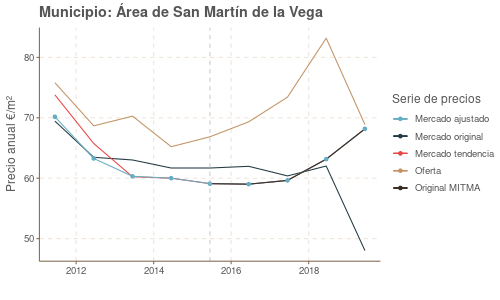 Municipio: Área de San Martín de la Vega
Precio anual €/m²
80
70
60
50
2012
2014
2016
2018
Serie de precios
Mercado ajustado
Mercado original
Mercado tendencia
Oferta
Original MITMA